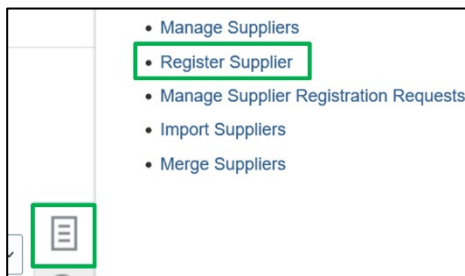 Manage Suppliers
Register Supplier
Manage Supplier Registration Requests
Import Suppliers
Merge Suppliers